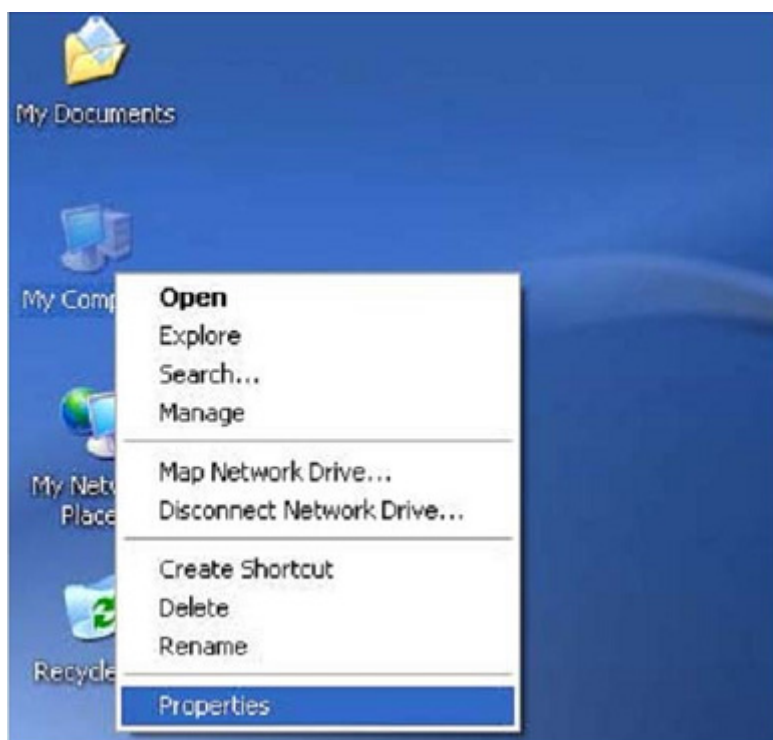 My Documents
My Comp
Open
Explore
Search...
Manage
My Net
Place
Map Network Drive...
Disconnect Network Drive...
Create Shortcut
Delete
Rename
Recycle
Properties